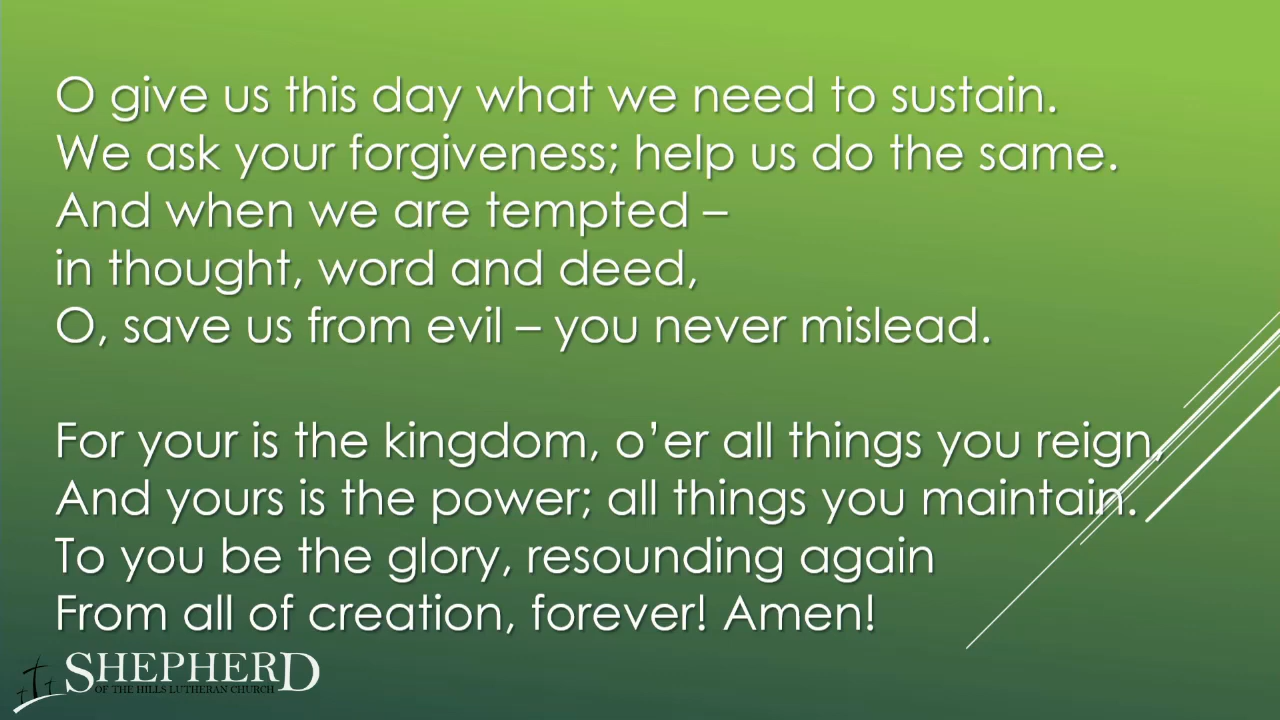 O give us this day what we need to sustain.
We ask your forgiveness; help us do the same.
And when we are tempted –
in thought, word and deed,
O, save us from evil – you never mislead.
For your is the kingdom, o’er all things you reign,
And yours is the power; all things you maintain.
To you be the glory, resounding again
From all of creation, forever! Amen!
SHEPHERD
OF THE HILLS LUTHERAN CHURCH